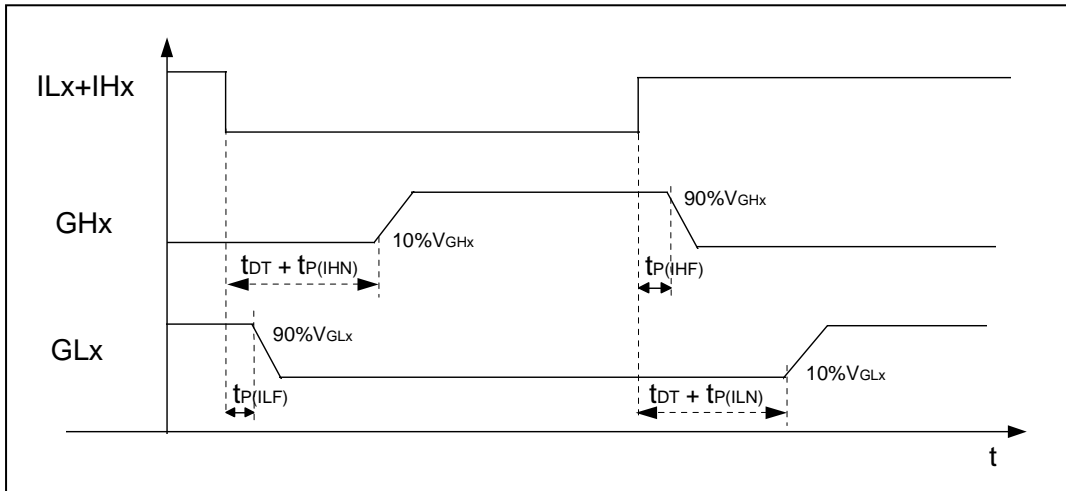 ILx+IHx
GHx
90%VGHx
10%VGHx
tDT + tP(IHN)
tP(IHF)
GLx
90%VGLx
10%VGLx
tP(ILF)
tDT + tP(ILN)
t